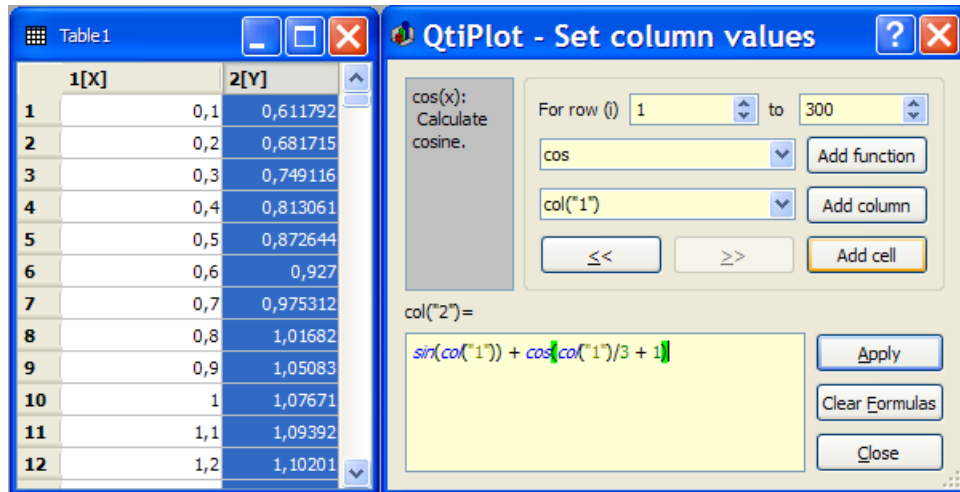 Table1
1[X] 2[Y]
1 0,1 0,611792
2 0,2 0,681715
3 0,3 0,749116
4 0,4 0,813061
5 0,5 0,872644
6 0,6 0,927
7 0,7 0,975312
8 0,8 1,01682
9 0,9 1,05083
10 1 1,07671
11 1,1 1,09392
12 1,2 1,10201
QtiPlot - Set column values
cos(x):
Calculate
cosine.
For row (i) 1 to 300
cos Add function
col("1") Add column
<< >> Add cell
col("2")=
sin(col("1")) + cos(col("1")/3 + 1)
Apply
Clear Formulas
Close